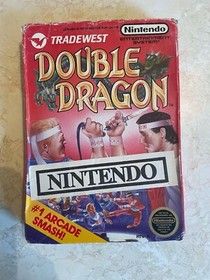 TRADEWEST
Nintendo
ENTERTAINMENT
SYSTEM
DOUBLE
DRAGON
NINTENDO
#1 ARCADE
SMASH!